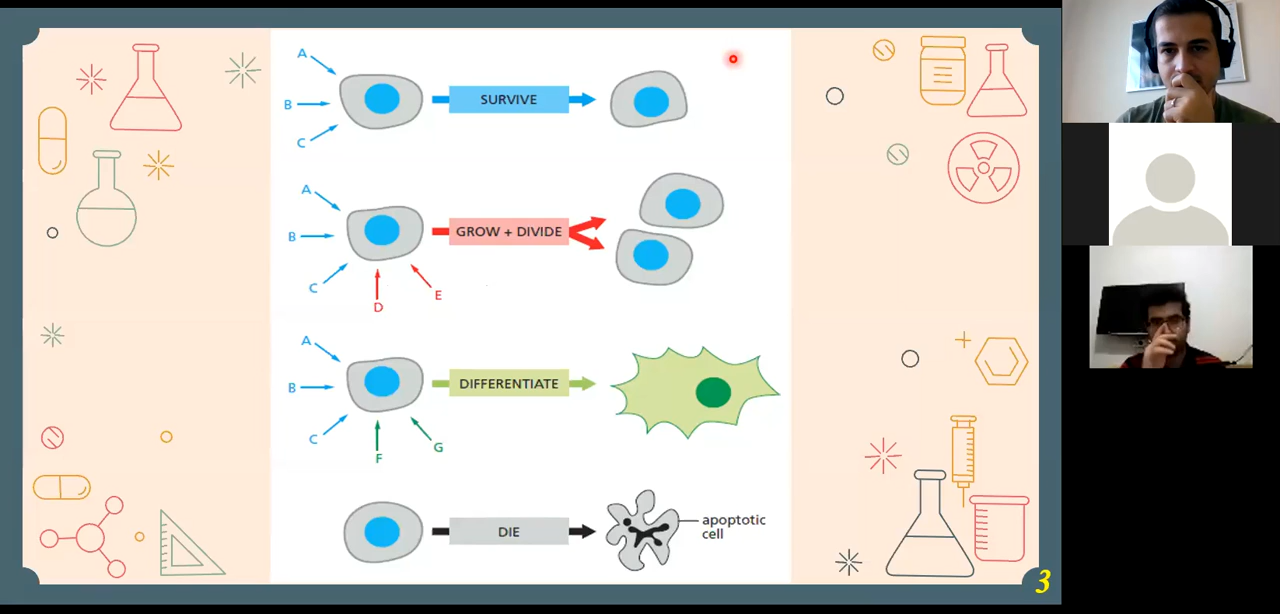 A
B
C
SURVIVE
A
B
C
D
E
GROW + DIVIDE
A
B
C
F
G
DIFFERENTIATE
DIE
apoptotic
cell
3